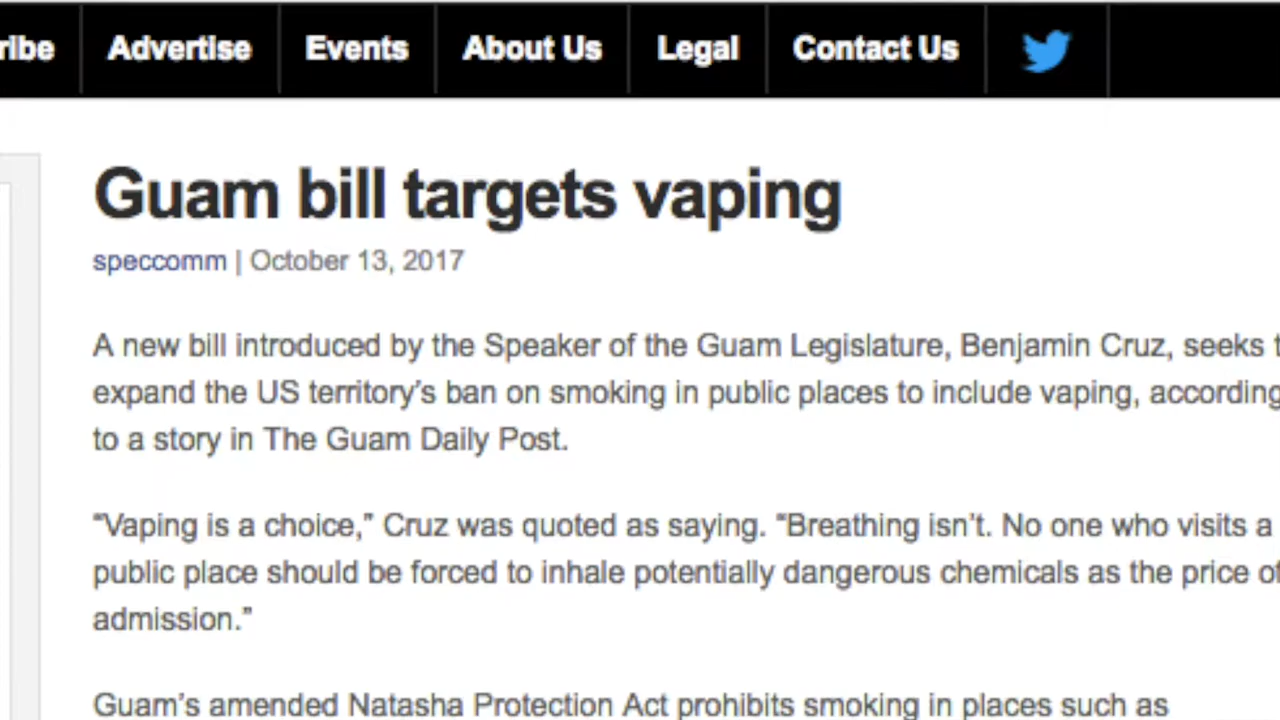 Advertise Events About Us Legal Contact Us
Guam bill targets vaping
speccomm | October 13, 2017
A new bill introduced by the Speaker of the Guam Legislature, Benjamin Cruz, seeks
expand the US territory’s ban on smoking in public places to include vaping, according
to a story in The Guam Daily Post.
“Vaping is a choice,” Cruz was quoted as saying. “Breathing isn’t. No one who visits a
public place should be forced to inhale potentially dangerous chemicals as the price of
admission.”
Guam’s amended Natasha Protection Act prohibits smoking in places such as